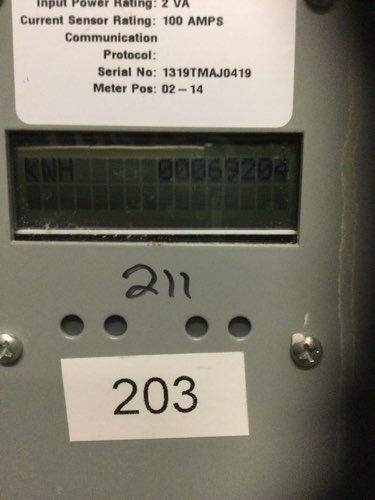 Input Power Rating: 2 VA
Current Sensor Rating: 100 AMPS
Communication
Protocol:
Serial No: 1319TMAJ0419
Meter Pos: 02-14
KWH 00069204
211
203